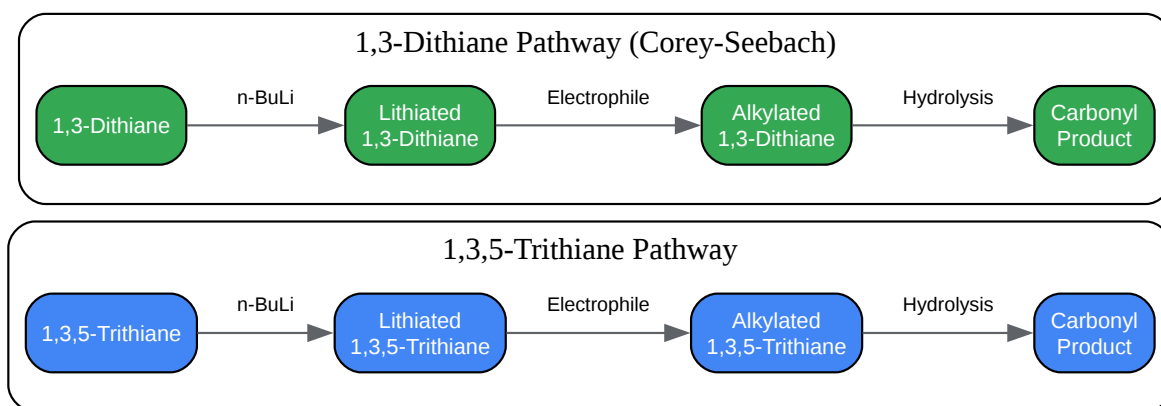 1,3-Dithiane Pathway (Corey-Seebach)
n-BuLi
Electrophile
Hydrolysis
1,3-Dithiane
Lithiated
1,3-Dithiane
Alkylated
1,3-Dithiane
Carbonyl
Product
1,3,5-Trithiane Pathway
n-BuLi
Electrophile
Hydrolysis
1,3,5-Trithiane
Lithiated
1,3,5-Trithiane
Alkylated
1,3,5-Trithiane
Carbonyl
Product